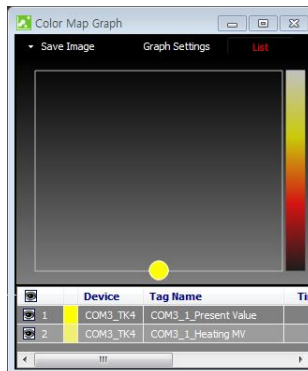 Color Map Graph
Save Image Graph Settings List
Device Tag Name Ti
1 COM3_TK4 COM3_1_Present Value
2 COM3_TK4 COM3_1_Heating MV